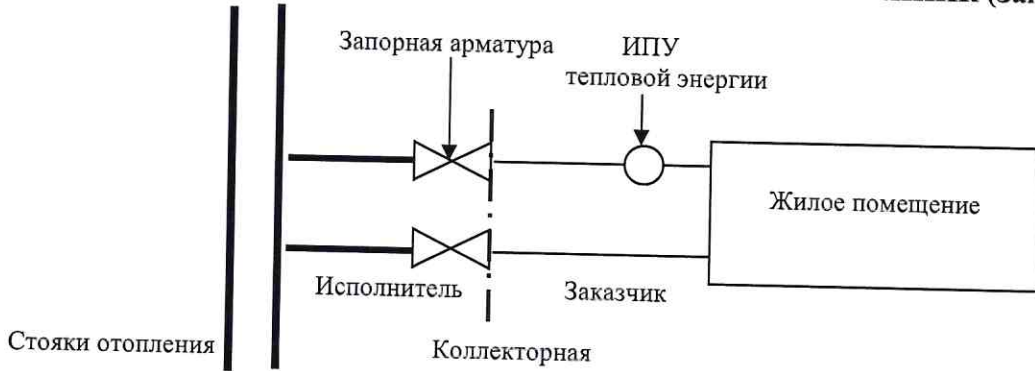 Запорная арматура
ИПУ
тепловой энергии
Жилое помещение
Исполнитель
Заказчик
Стояки отопления
Коллекторная